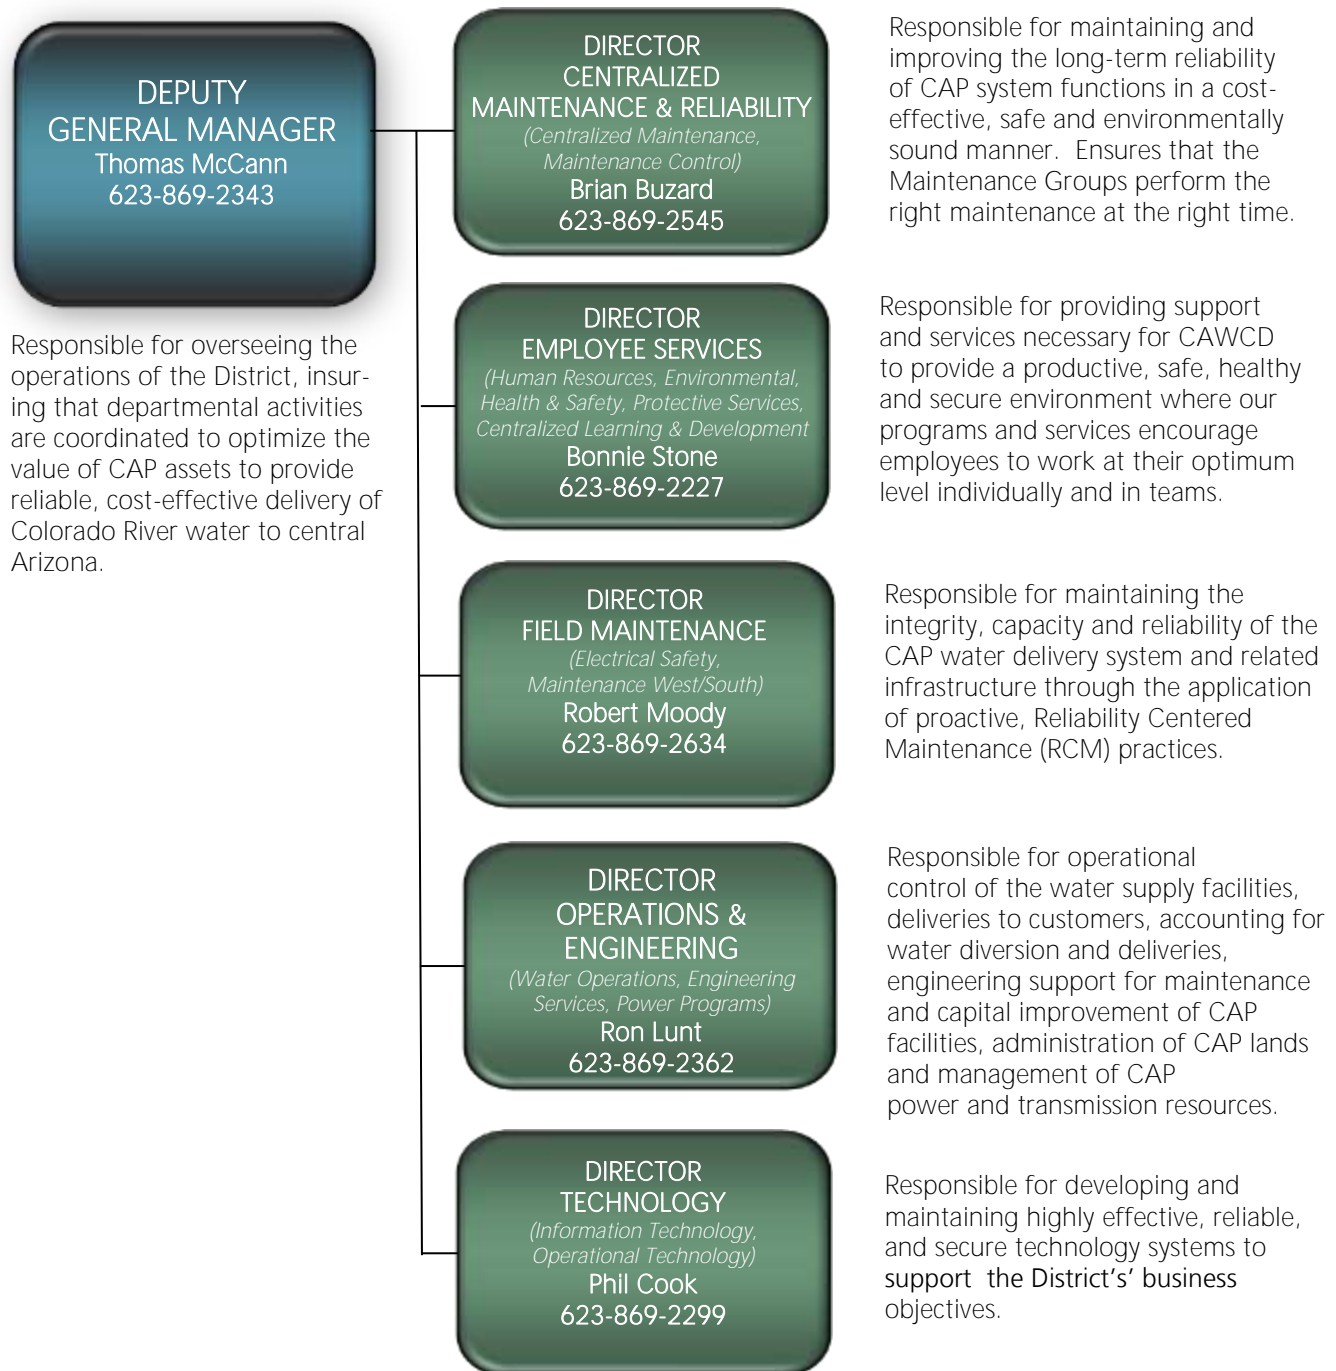 DEPUTY
GENERAL MANAGER
Thomas McCann
623-869-2343
Responsible for overseeing the
operations of the District, insur-
ing that departmental activities
are coordinated to optimize the
value of CAP assets to provide
reliable, cost-effective delivery of
Colorado River water to central
Arizona.
DIRECTOR
CENTRALIZED
MAINTENANCE & RELIABILITY
(Centralized Maintenance,
Maintenance Control)
Brian Buzard
623-869-2545
Responsible for maintaining and
improving the long-term reliability
of CAP system functions in a cost-
effective, safe and environmentally
sound manner.  Ensures that the
Maintenance Groups perform the
right maintenance at the right time.
DIRECTOR
EMPLOYEE SERVICES
(Human Resources, Environmental,
Health & Safety, Protective Services,
Centralized Learning & Development
Bonnie Stone
623-869-2227
Responsible for providing support
and services necessary for CAWCD
to provide a productive, safe, healthy
and secure environment where our
programs and services encourage
employees to work at their optimum
level individually and in teams.
DIRECTOR
FIELD MAINTENANCE
(Electrical Safety,
Maintenance West/South)
Robert Moody
623-869-2634
Responsible for maintaining the
integrity, capacity and reliability of the
CAP water delivery system and related
infrastructure through the application
of proactive, Reliability Centered
Maintenance (RCM) practices.
DIRECTOR
OPERATIONS &
ENGINEERING
(Water Operations, Engineering
Services, Power Programs)
Ron Lunt
623-869-2362
Responsible for operational
control of the water supply facilities,
deliveries to customers, accounting for
water diversion and deliveries,
engineering support for maintenance
and capital improvement of CAP
facilities, administration of CAP lands
and management of CAP
power and transmission resources.
DIRECTOR
TECHNOLOGY
(Information Technology,
Operational Technology)
Phil Cook
623-869-2299
Responsible for developing and
maintaining highly effective, reliable,
and secure technology systems to
support  the District's' business
objectives.